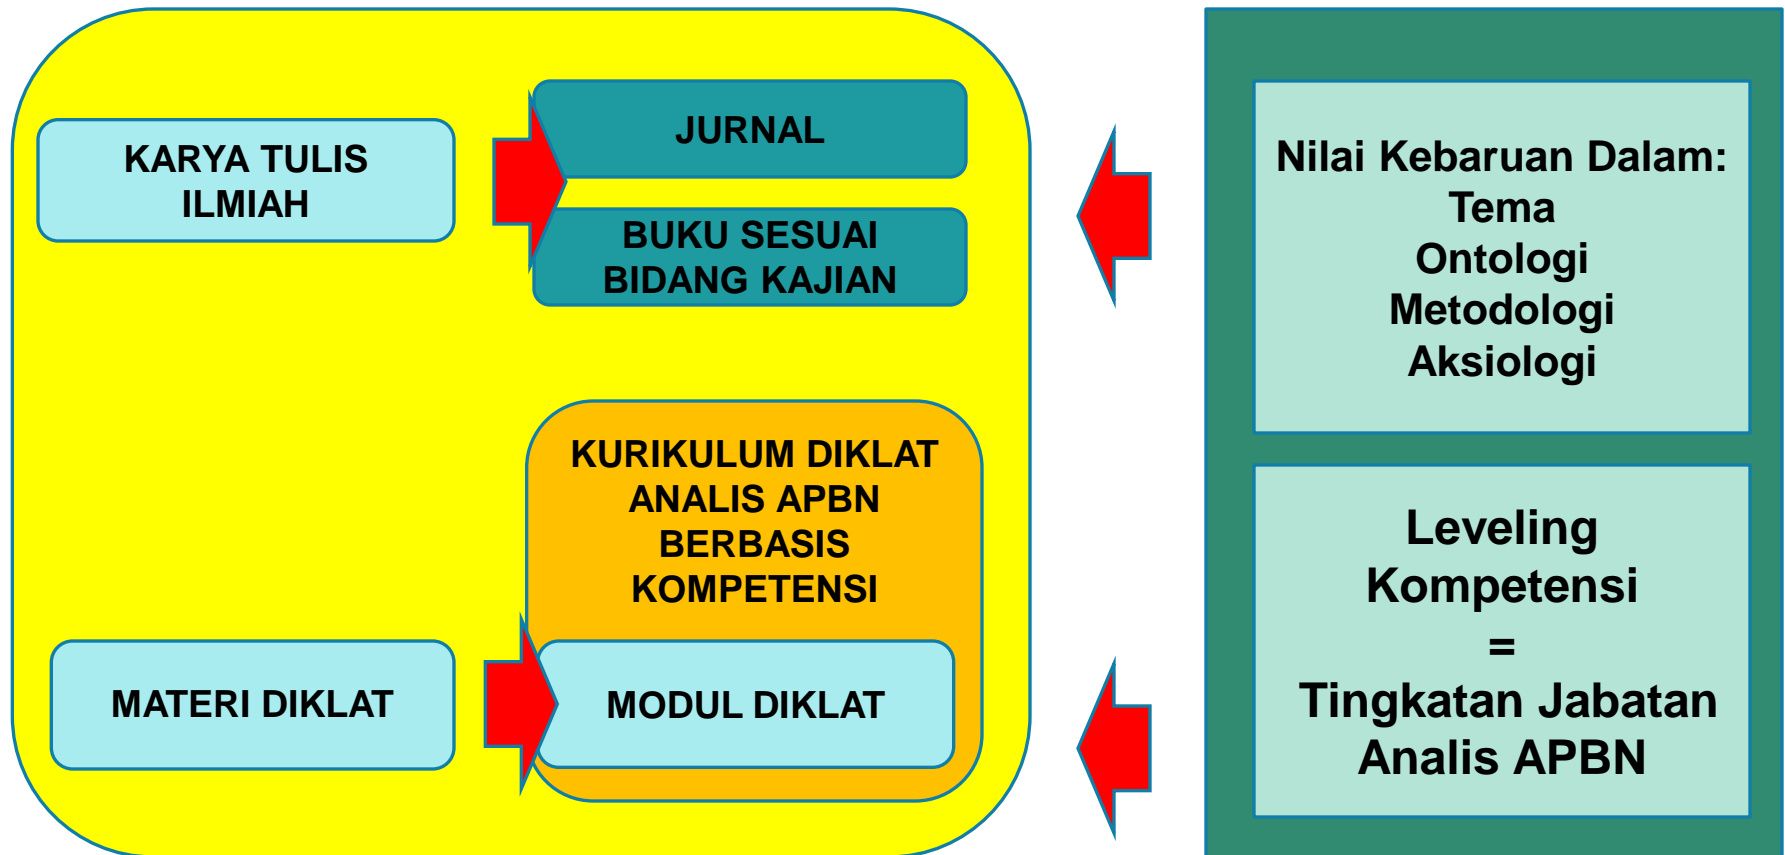 KARYA TULIS
ILMIAH
JURNAL
BUKU SESUAI
BIDANG KAJIAN
KURIKULUM DIKLAT
ANALIS APBN
BERBASIS
KOMPETENSI
MATERI DIKLAT
MODUL DIKLAT
Nilai Kebaruan Dalam:
Tema
Ontologi
Metodologi
Aksiologi
Leveling
Kompetensi
=
Tingkatan Jabatan
Analis APBN